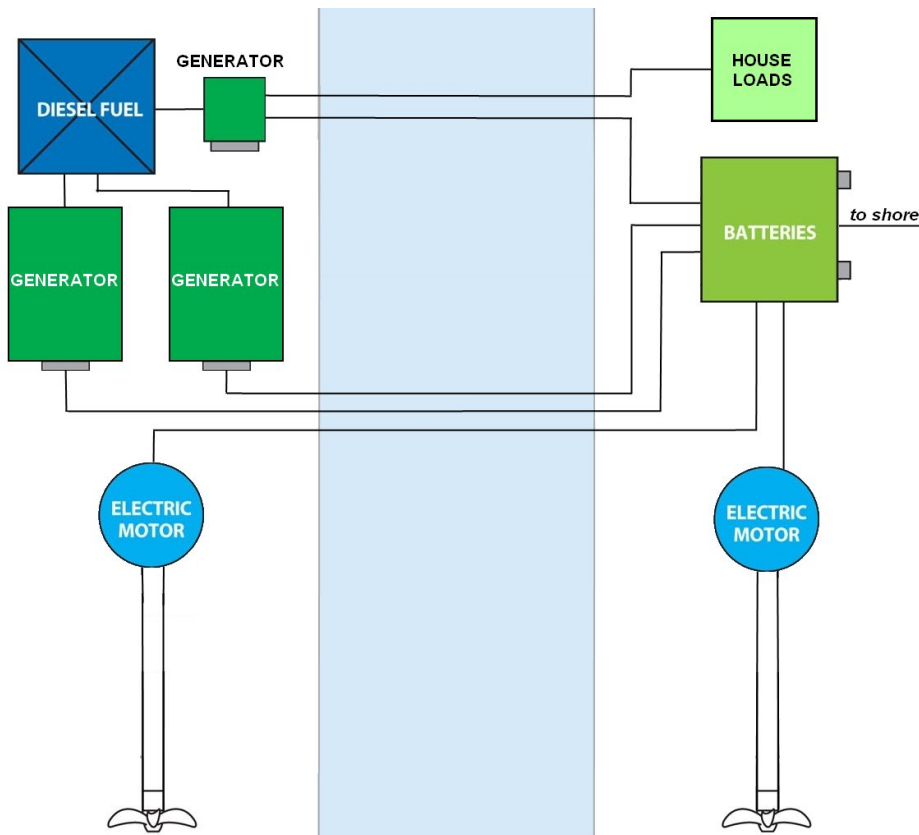 GENERATOR
HOUSE
LOADS
DIESEL FUEL
to shore
BATTERIES
GENERATOR
GENERATOR
ELECTRIC
MOTOR
ELECTRIC
MOTOR